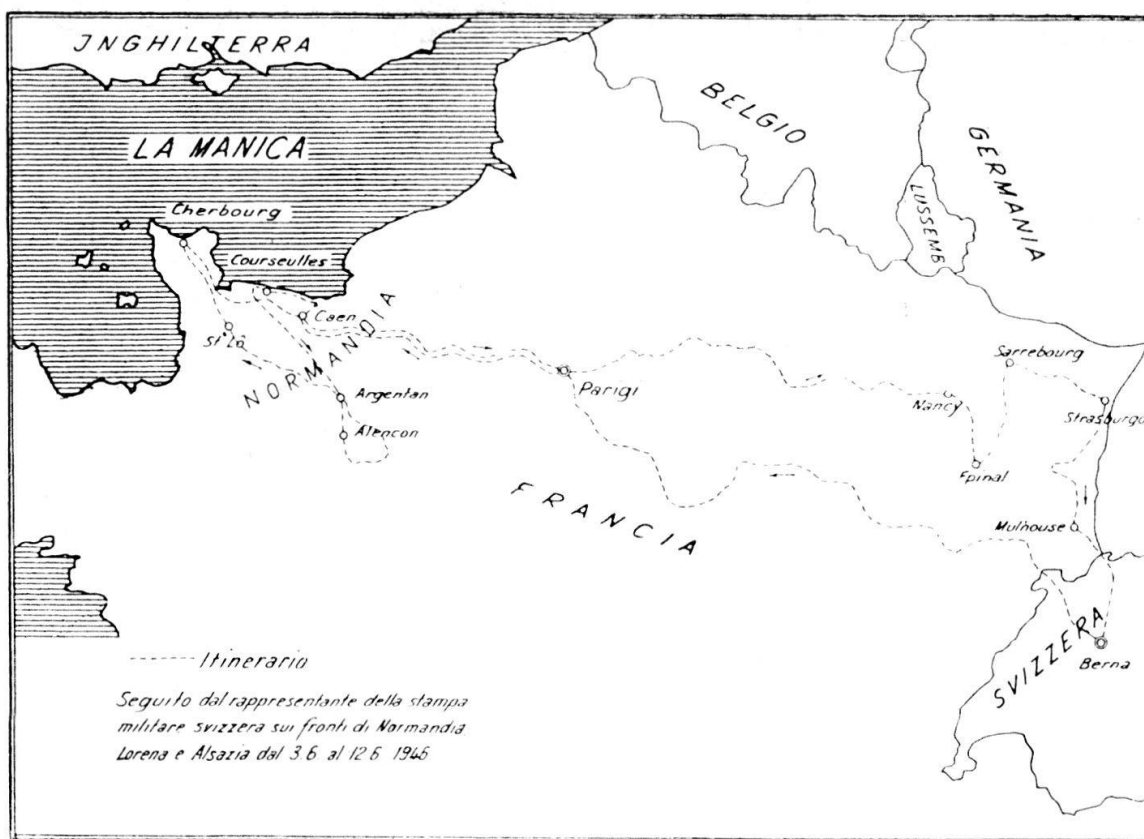 JNGHILTERRA
LA MANICA
BELGIO
GERMANIA
LUSSEMB
Cherbourg
Courseulles
Caen
St Lô
NORMANDIA
Argentan
Alencon
Parigi
Nancy
Sarrebourg
Strasburgo
Epinal
Mulhouse
FRANCIA
SVIZZERA
Berna
Itinerario
Seguito dal rappresentante della stampa
militare svizzera sui fronti di Normandia
Lorena e Alsazia dal 3.6. al 12.6 1946